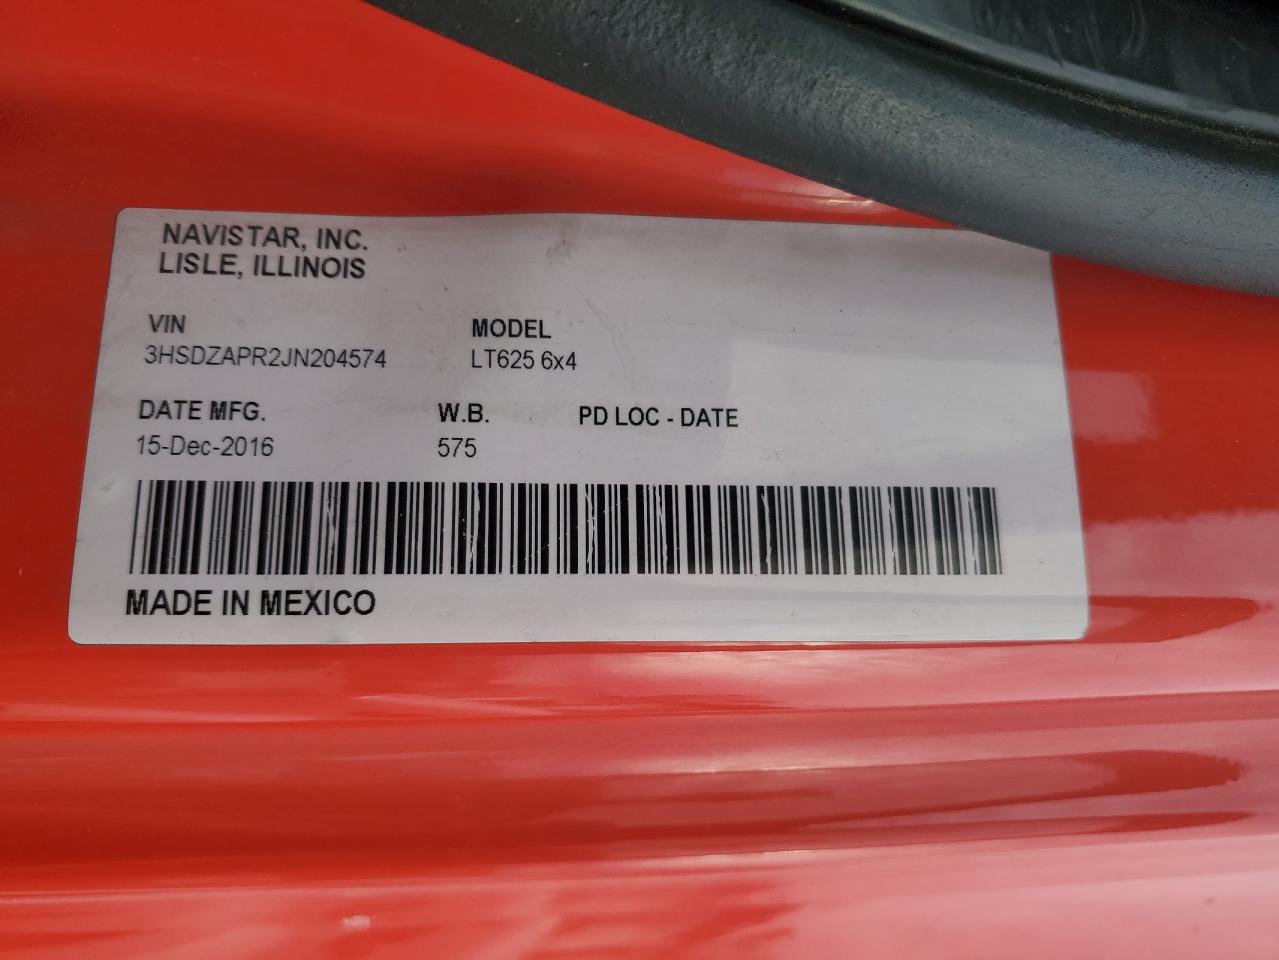 NAVISTAR, INC.
LISLE, ILLINOIS
VIN MODEL
3HSDZAPR2JN204574 LT625 6x4
DATE MFG. W.B. PD LOC - DATE
15-Dec-2016 575
MADE IN MEXICO